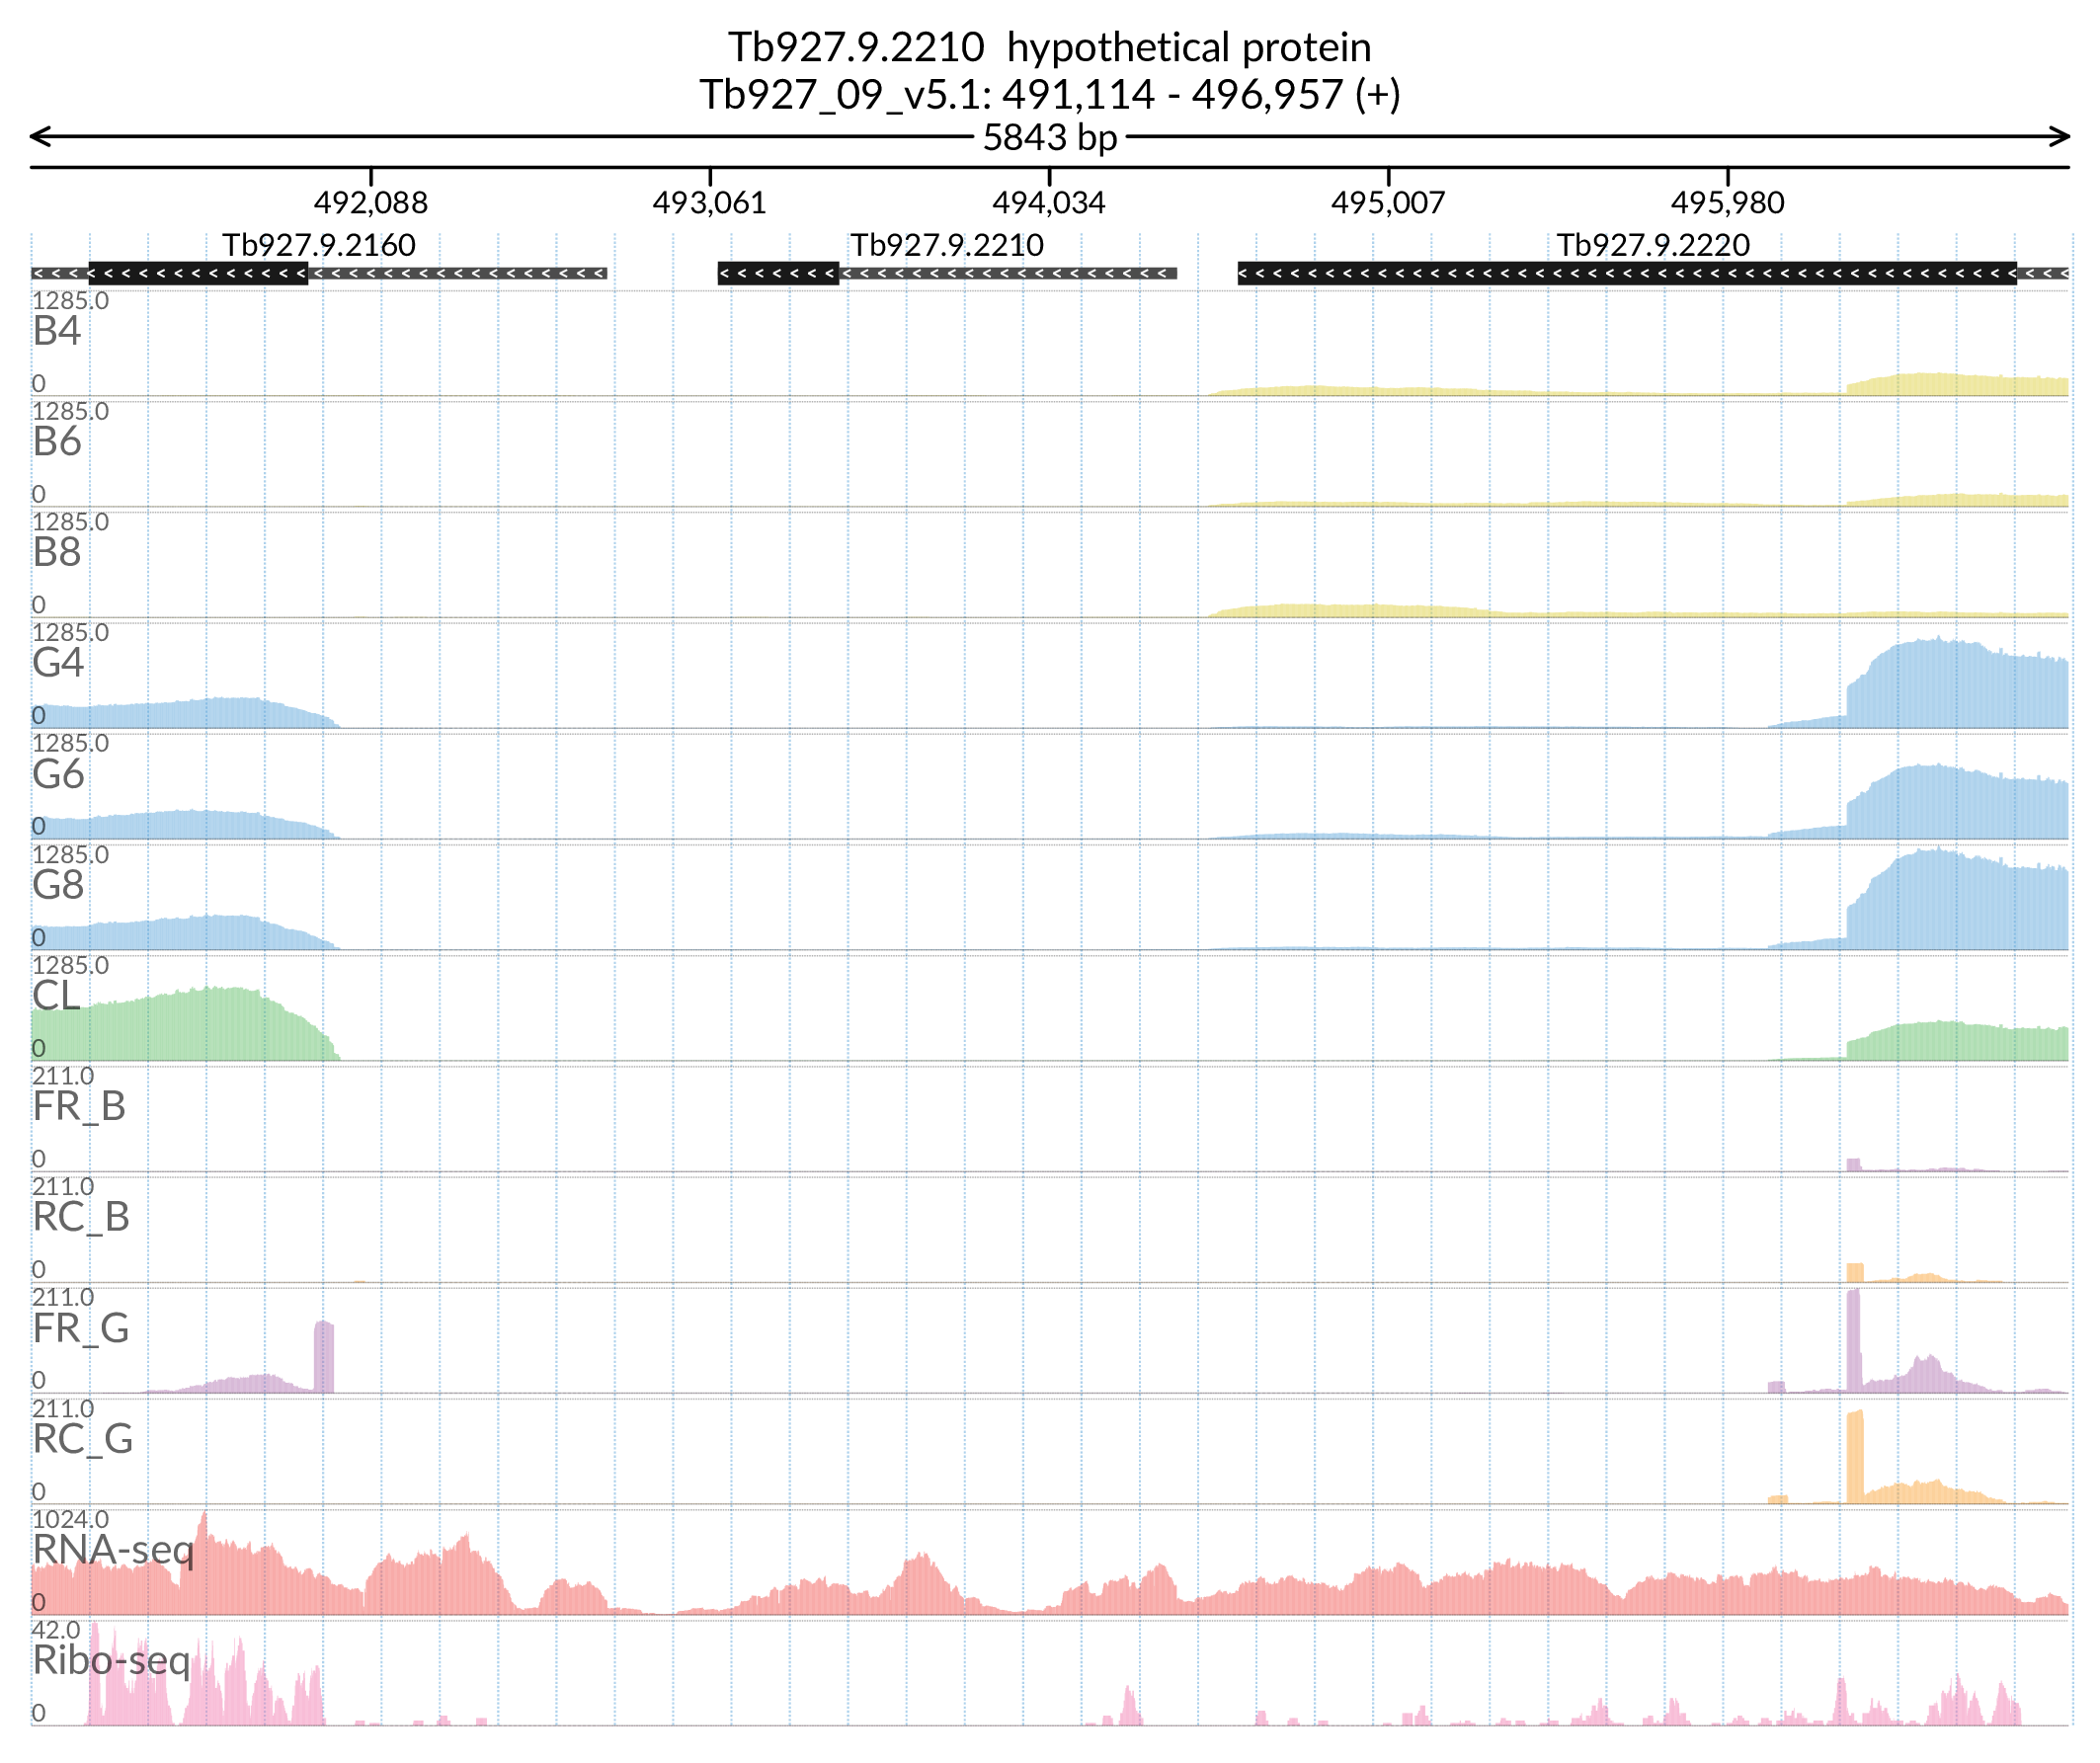 Tb927.9.2210 hypothetical protein
Tb927_09_v5.1: 491,114 - 496,957 (+)
5843 bp
492,088 493,061 494,034 495,007 495,980
Tb927.9.2160 Tb927.9.2210 Tb927.9.2220
1285.0
B4
0
1285.0
B6
0
1285.0
B8
0
1285.0
G4
0
1285.0
G6
0
1285.0
G8
0
1285.0
CL
0
211.0
FR_B
0
211.0
RC_B
0
211.0
FR_G
0
211.0
RC_G
0
1024.0
RNA-seq
0
42.0
Ribo-seq
0